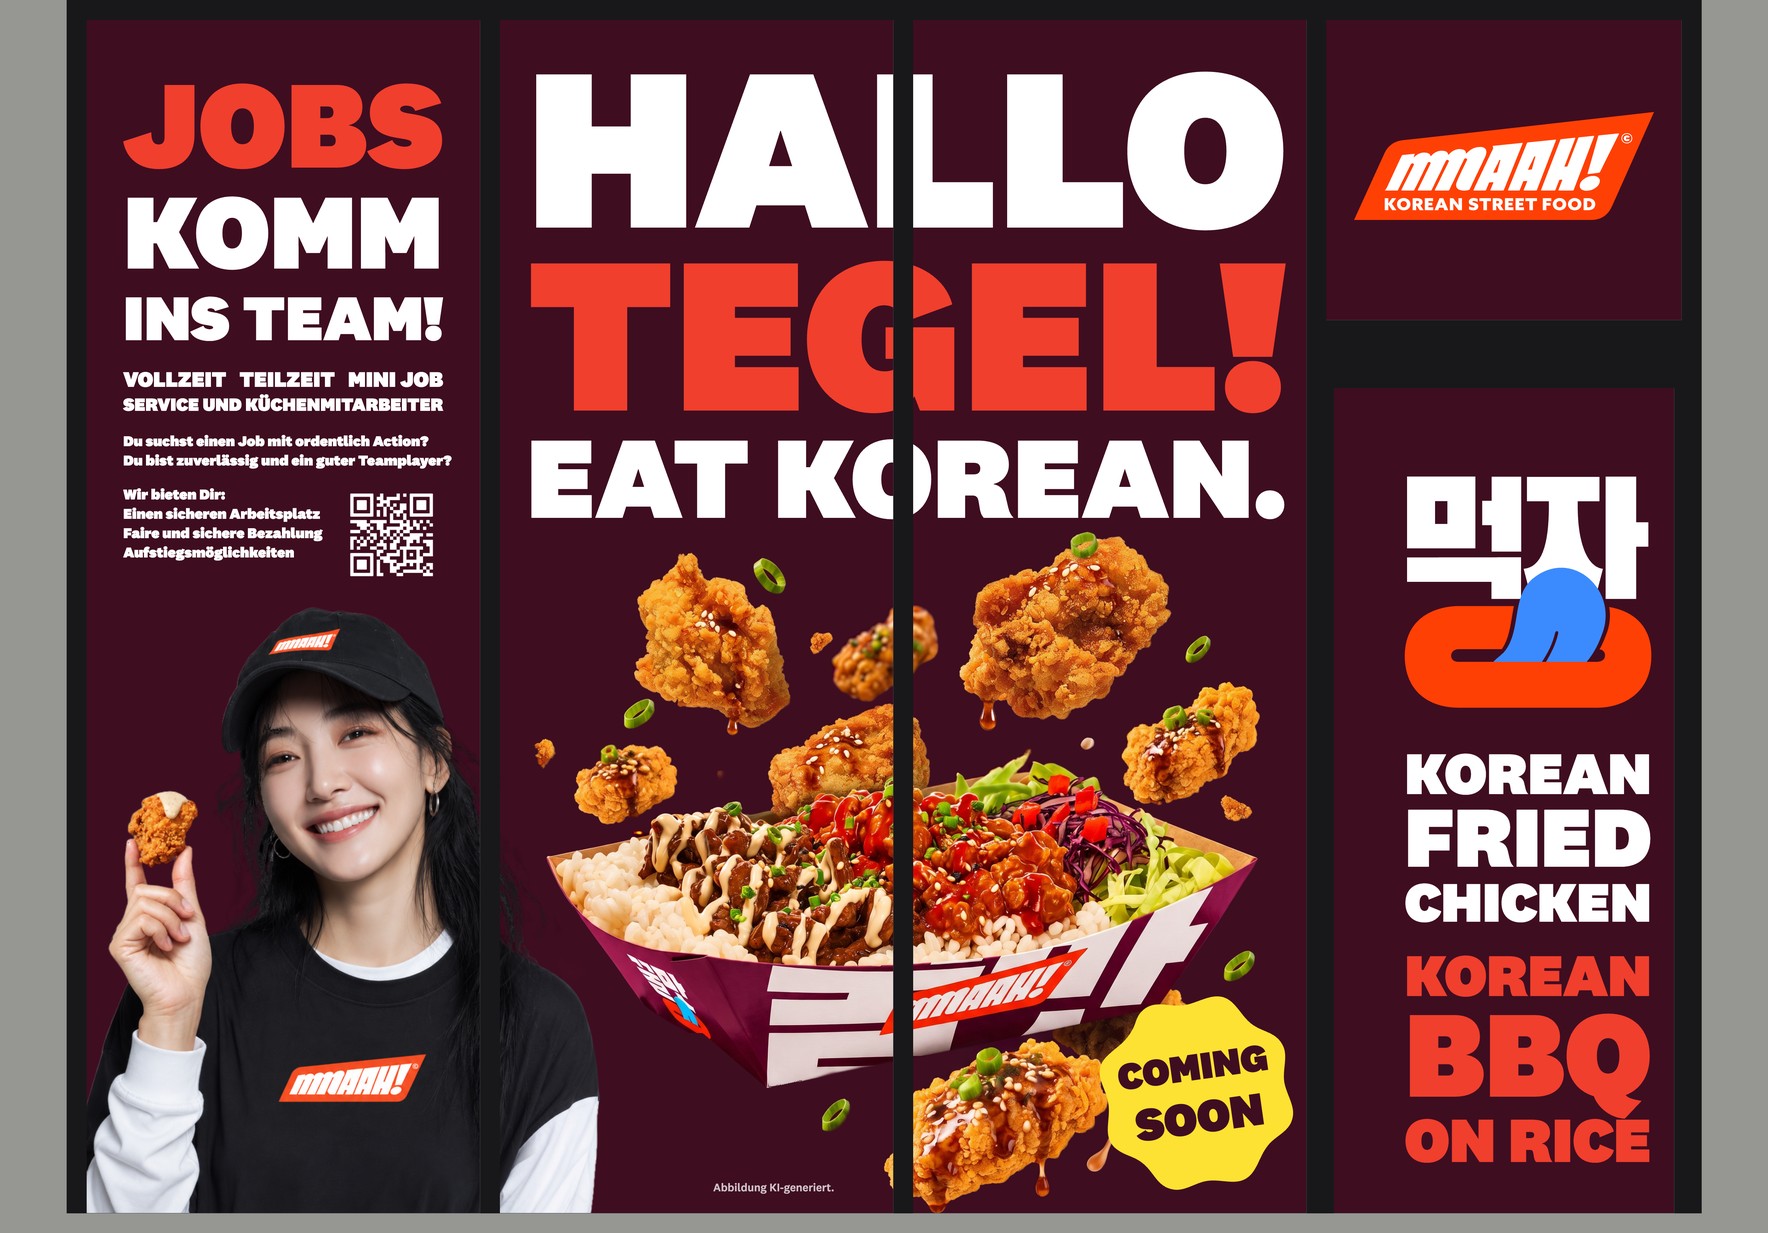 JOBS
KOMM
INS TEAM!
VOLLZEIT TEILZEIT MINI JOB
SERVICE UND KÜCHENMITARBEITER
Du suchst einen Job mit ordentlich Action?
Du bist zuverlässig und ein guter Teamplayer?
Wir bieten Dir:
Einen sicheren Arbeitsplatz
Faire und sichere Bezahlung
Aufstiegsmöglichkeiten
mmAAH!
mmAAH!
HALLO
TEGEL!
EAT KOREAN.
먹자
mmAAH!
COMING
SOON
Abbildung KI-generiert.
mmAAH! ©
KOREAN STREET FOOD
먹자
KOREAN
FRIED
CHICKEN
KOREAN
BBQ
ON RICE